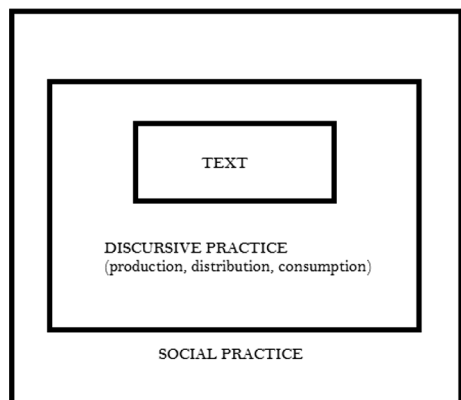 TEXT
DISCURSIVE PRACTICE
(production, distribution, consumption)
SOCIAL PRACTICE